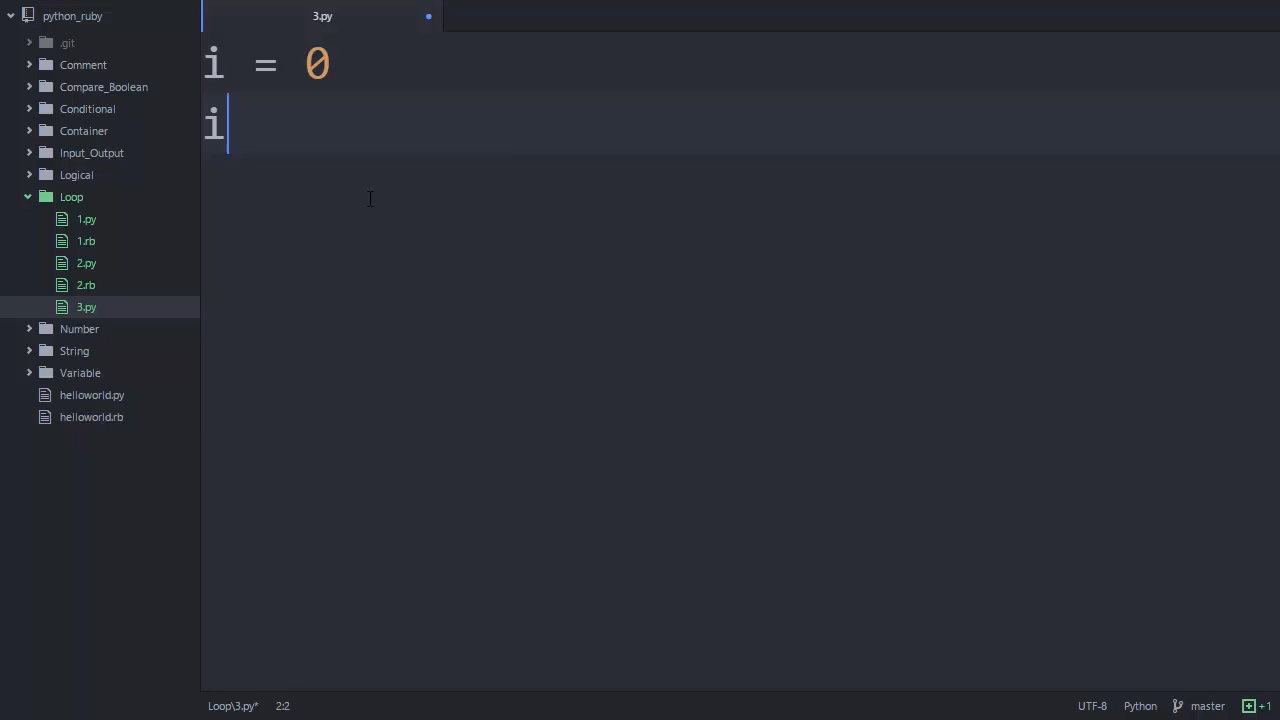 python_ruby
.git
Comment
Compare_Boolean
Conditional
Container
Input_Output
Logical
Loop
1.py
1.rb
2.py
2.rb
3.py
Number
String
Variable
helloworld.py
helloworld.rb
3.py
i = 0
i
Loop\3.py* 2:2 UTF-8 Python master +1